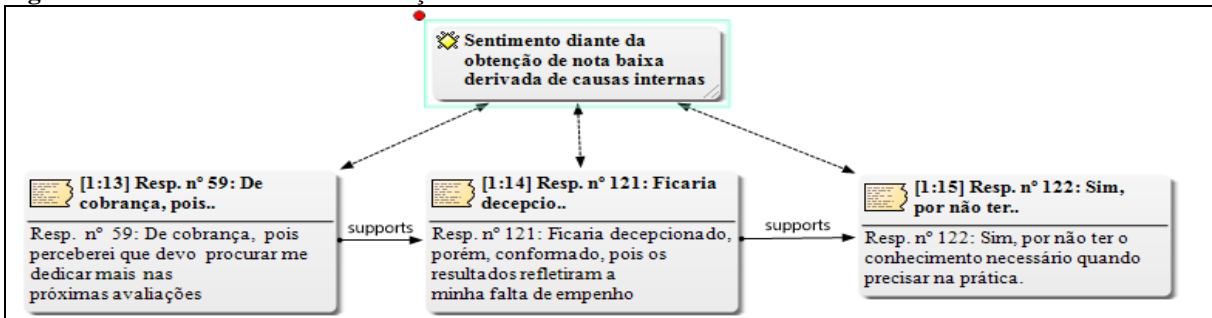 Sentimento diante da
obtenção de nota baixa
derivada de causas internas
[1:13] Resp. nº 59: De
cobrança, pois..
Resp. nº 59: De cobrança, pois
perceberei que devo procurar me
dedicar mais nas
próximas avaliações
supports
[1:14] Resp. nº 121: Ficaria
decepcio..
Resp. nº 121: Ficaria decepcionado,
porém, conformado, pois os
resultados refletiram a
minha falta de empenho
supports
[1:15] Resp. nº 122: Sim,
por não ter..
Resp. nº 122: Sim, por não ter o
conhecimento necessário quando
precisar na prática.